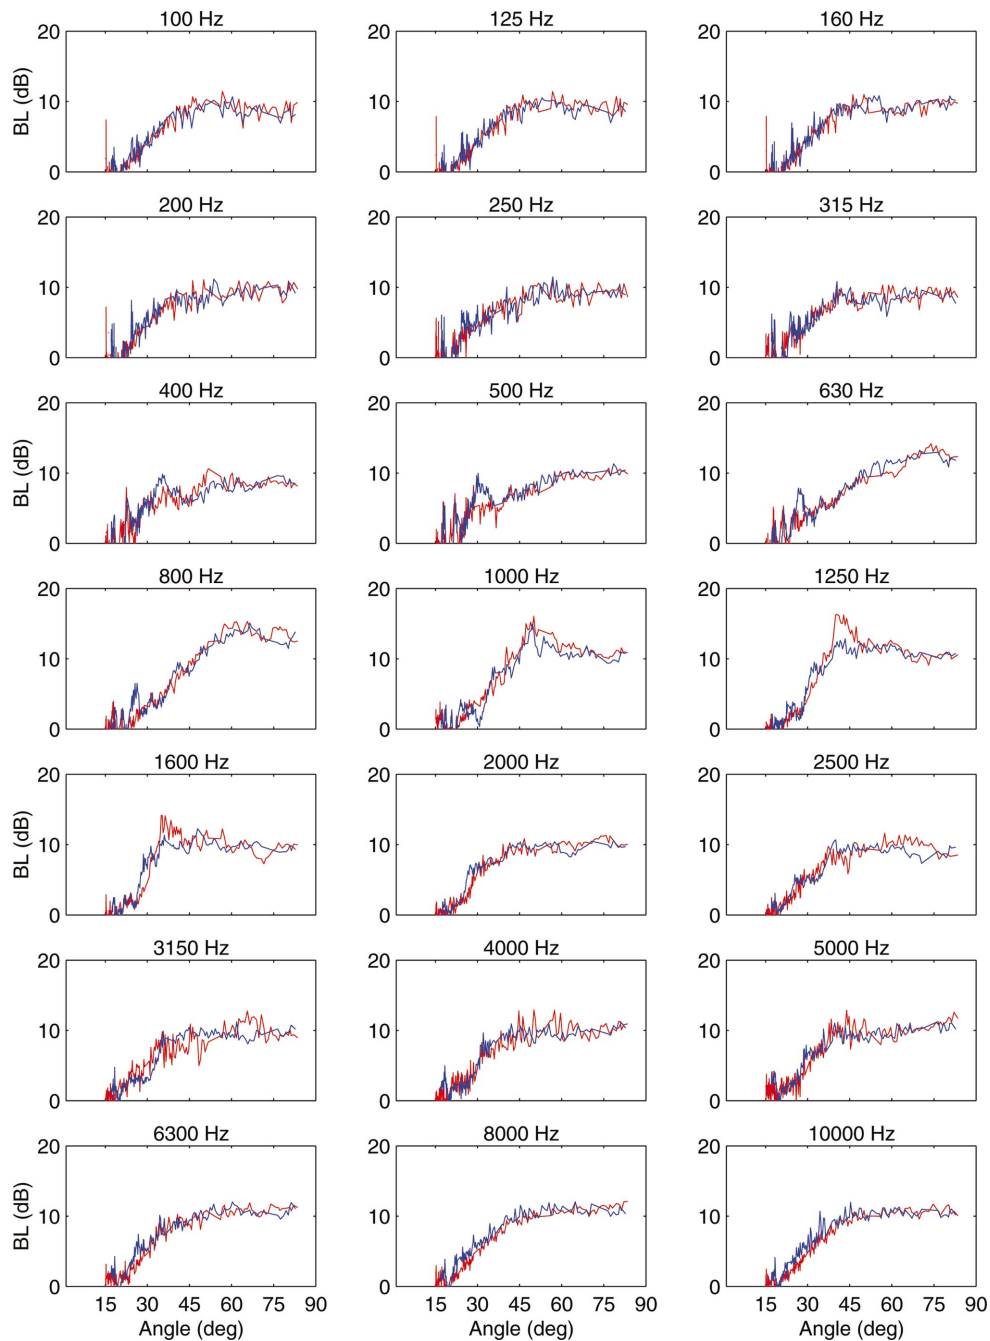 100 Hz 125 Hz 160 Hz
20 20 20
BL (dB)
10 10 10
0 0 0
200 Hz 250 Hz 315 Hz
20 20 20
10 10 10
0 0 0
400 Hz 500 Hz 630 Hz
20 20 20
BL (dB)
10 10 10
0 0 0
800 Hz 1000 Hz 1250 Hz
20 20 20
10 10 10
0 0 0
1600 Hz 2000 Hz 2500 Hz
20 20 20
BL (dB)
10 10 10
0 0 0
3150 Hz 4000 Hz 5000 Hz
20 20 20
10 10 10
0 0 0
6300 Hz 8000 Hz 10000 Hz
20 20 20
BL (dB)
10 10 10
0 0 0
15 30 45 60 75 90 15 30 45 60 75 90 15 30 45 60 75 90
Angle (deg) Angle (deg) Angle (deg)